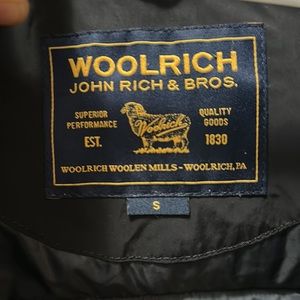 WOOLRICH
JOHN RICH & BROS.
SUPERIOR PERFORMANCE
QUALITY GOODS
Woolrich
EST.
1830
WOOLRICH WOOLEN MILLS - WOOLRICH, PA
S